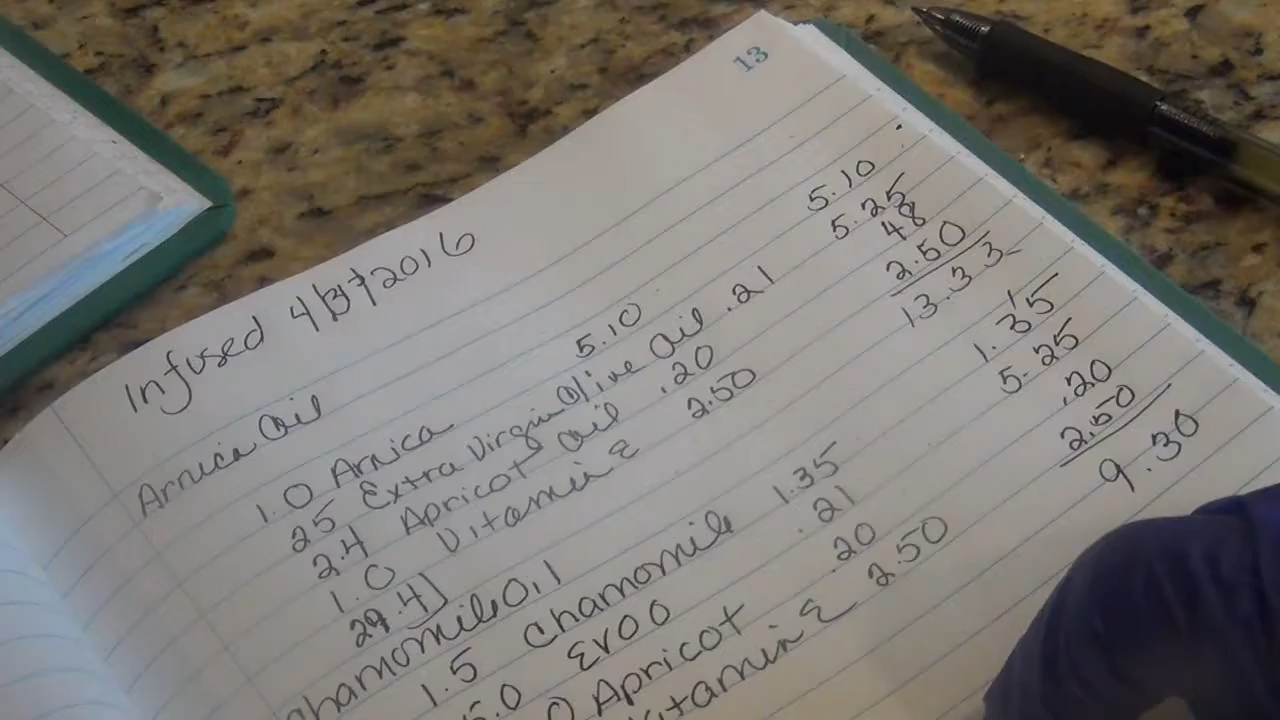 13
Infused 4/13/2016
Arnica Oil
1.0 Arnica 5.10
25 Extra Virgin Olive Oil .21
2.4 Apricot Oil .20
1.0 Vitamin E 2.50
29.4
Chamomile Oil
1.5 Chamomile 1.35
5.0 EVOO .21
Apricot .20
Vitamin E 2.50
5.10
5.25
48
2.50
13.33
1.35
5.25
.20
2.50
9.30